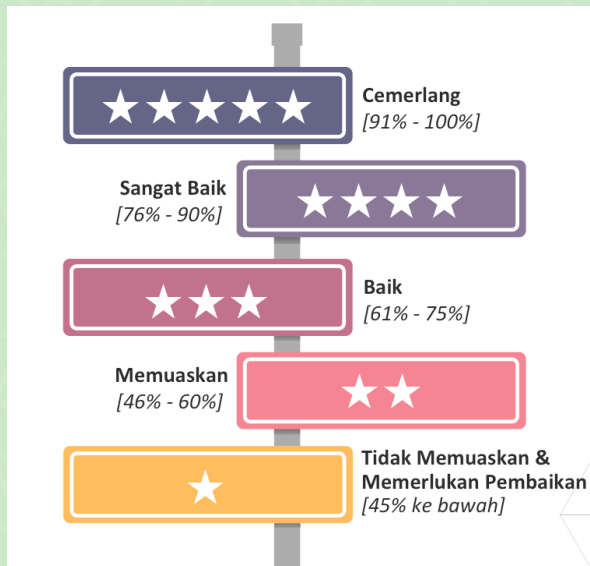 Cemerlang
[91% - 100%]
Sangat Baik
[76% - 90%]
Baik
[61% - 75%]
Memuaskan
[46% - 60%]
Tidak Memuaskan &
Memerlukan Pembaikan
[45% ke bawah]